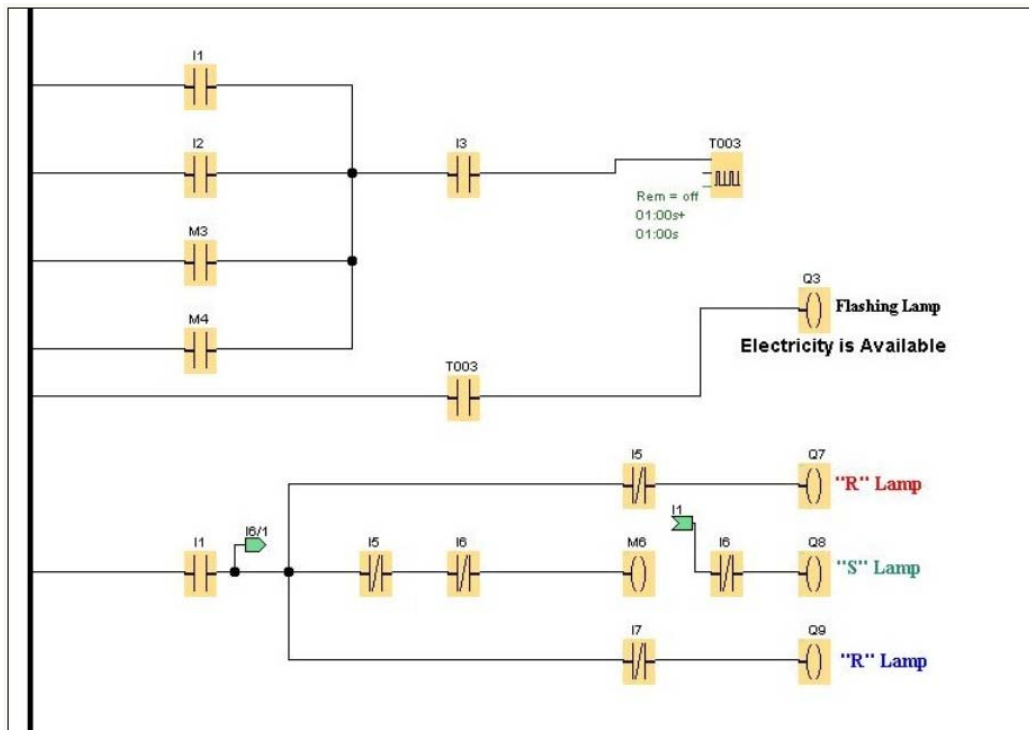 I1
I2
I3
T003
Rem = off
01:00s+
01:00s
M3
Q3
Flashing Lamp
M4
Electricity is Available
T003
I5
Q7
"R" Lamp
I1
I6/1
I1
I5
I6
M6
I6
Q8
"S" Lamp
I7
Q9
"R" Lamp